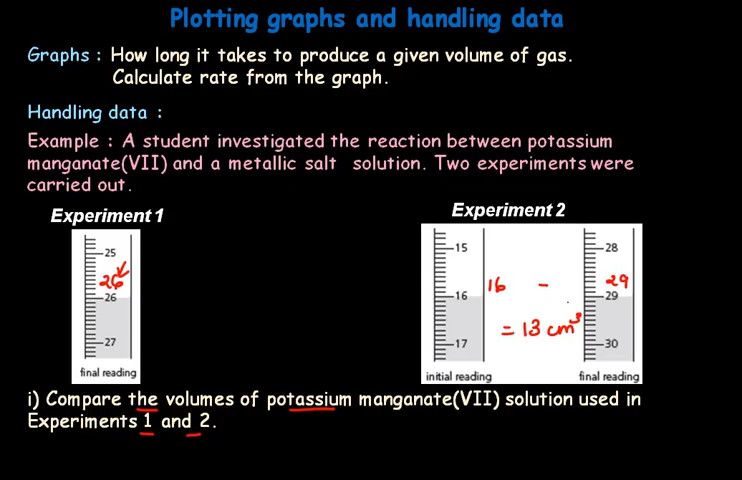 Plotting graphs and handling data
Graphs : How long it takes to produce a given volume of gas.
Calculate rate from the graph.
Handling data :
Example : A student investigated the reaction between potassium
manganate(VII) and a metallic salt solution. Two experiments were
carried out.
Experiment 1
25
26
26
27
final reading
Experiment 2
15
16
17
initial reading
16 - 29
= 13 cm³
28
29
30
final reading
i) Compare the volumes of potassium manganate(VII) solution used in
Experiments 1 and 2.